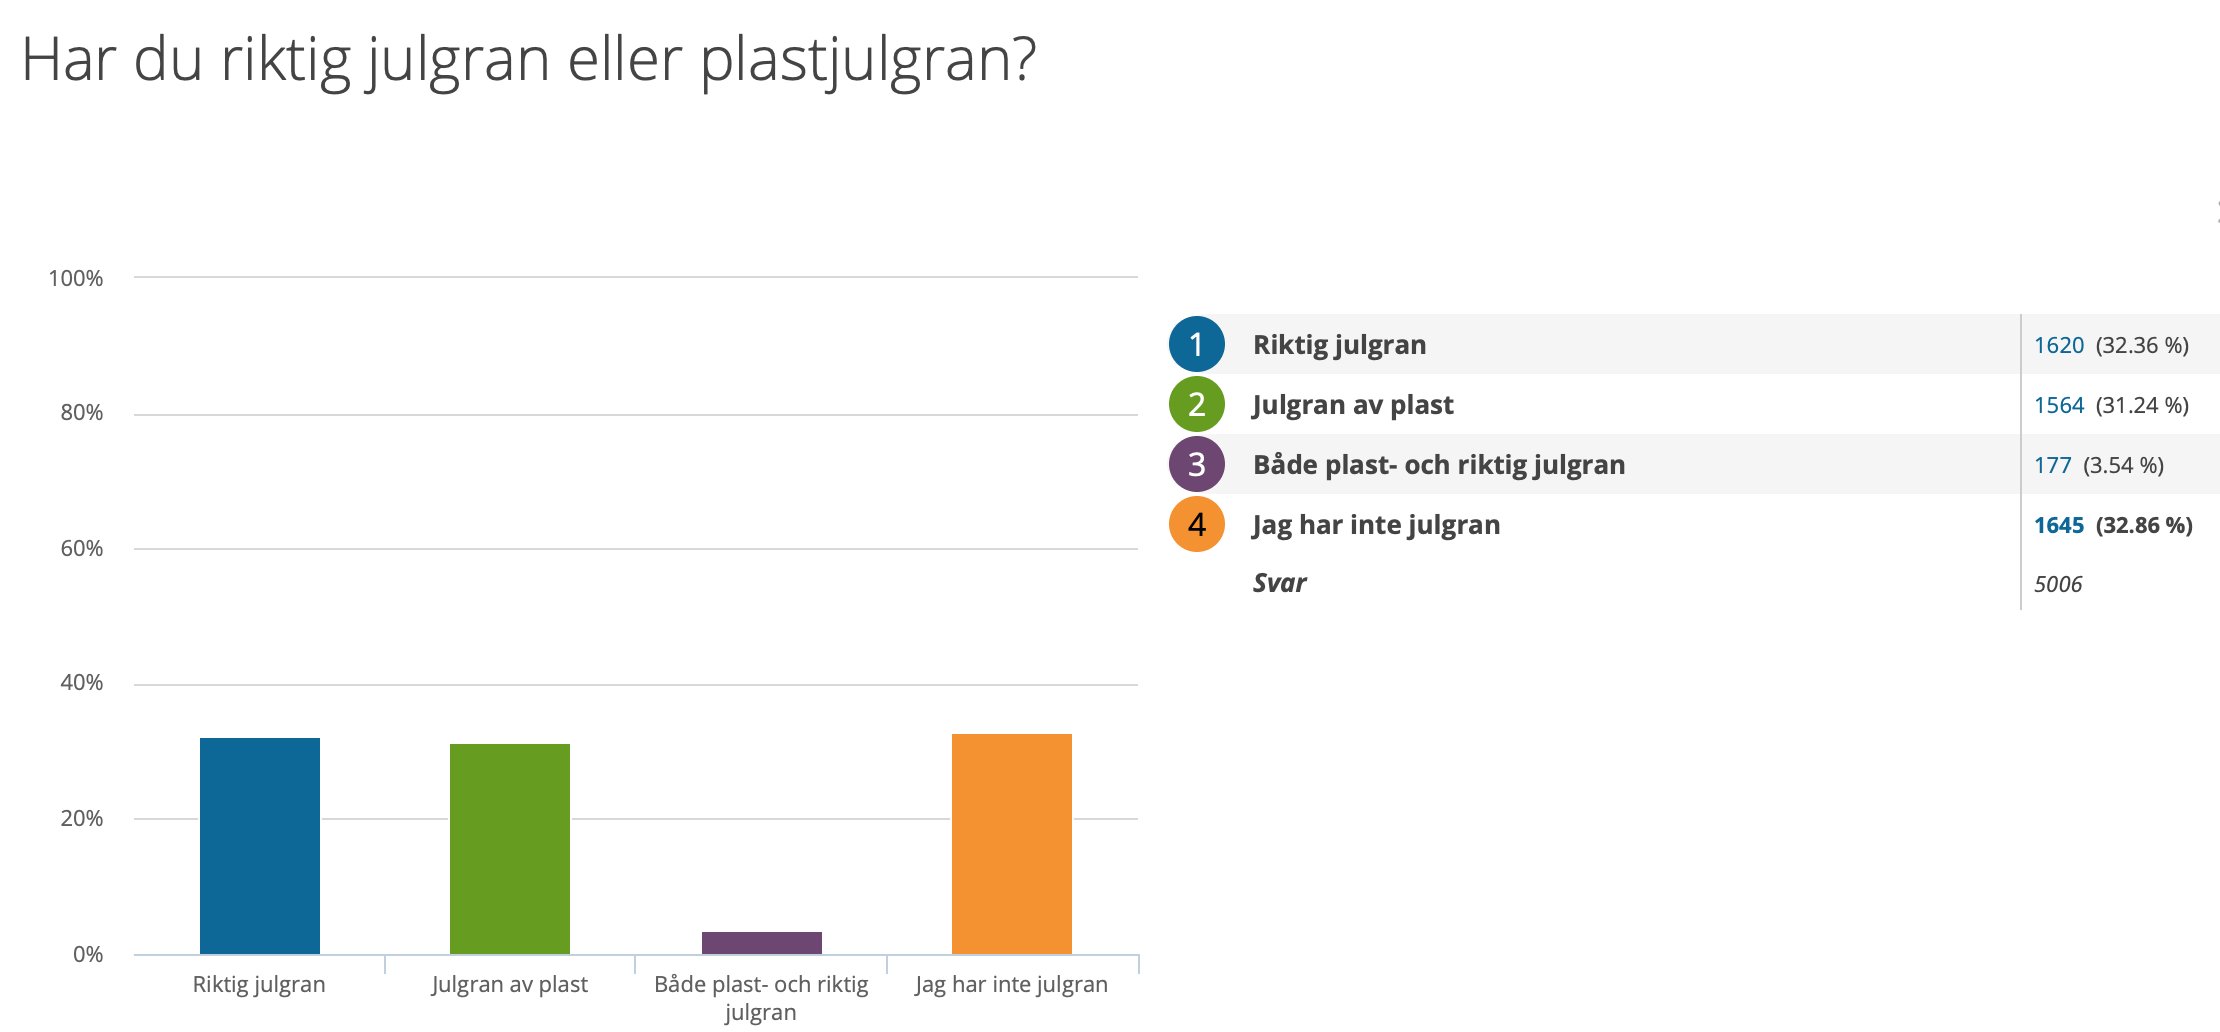 Har du riktig julgran eller plastjulgran?
100%
80%
60%
40%
20%
0%
Riktig julgran
Julgran av plast
Både plast- och riktig
julgran
Jag har inte julgran
1 Riktig julgran 1620 (32.36 %)
2 Julgran av plast 1564 (31.24 %)
3 Både plast- och riktig julgran 177 (3.54 %)
4 Jag har inte julgran 1645 (32.86 %)
Svar 5006